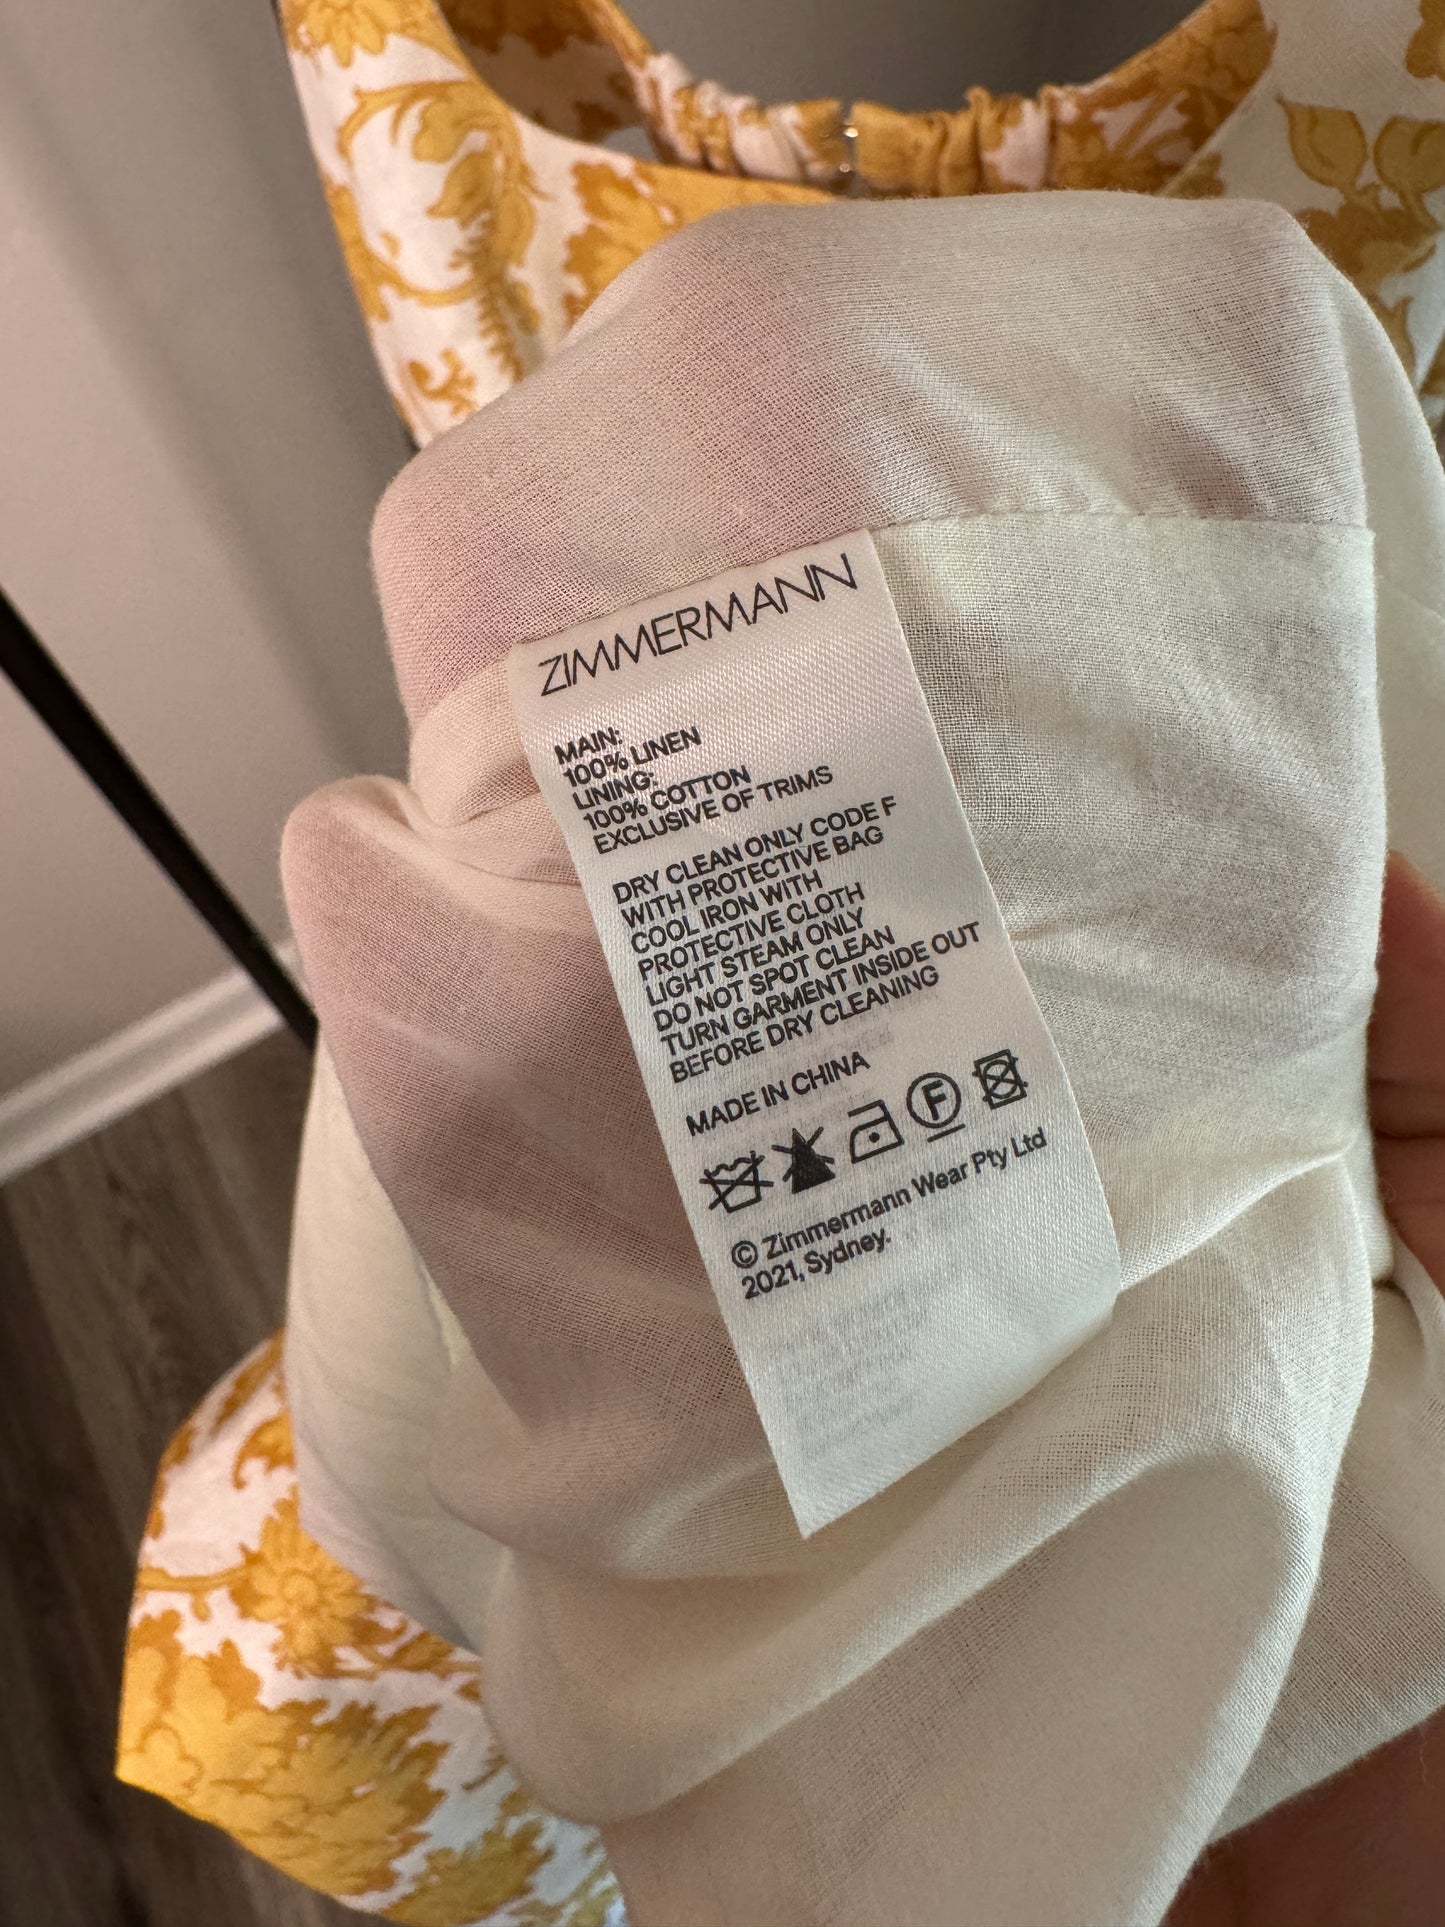 ZIMMERMANN
MAIN:
100% LINEN
LINING:
100% COTTON
EXCLUSIVE OF TRIMS
DRY CLEAN ONLY CODE F
WITH PROTECTIVE BAG
COOL IRON WITH
PROTECTIVE CLOTH
LIGHT STEAM ONLY
DO NOT SPOT CLEAN
TURN GARMENT INSIDE OUT
BEFORE DRY CLEANING
MADE IN CHINA
F
© Zimmermann Wear Pty Ltd
2021, Sydney.